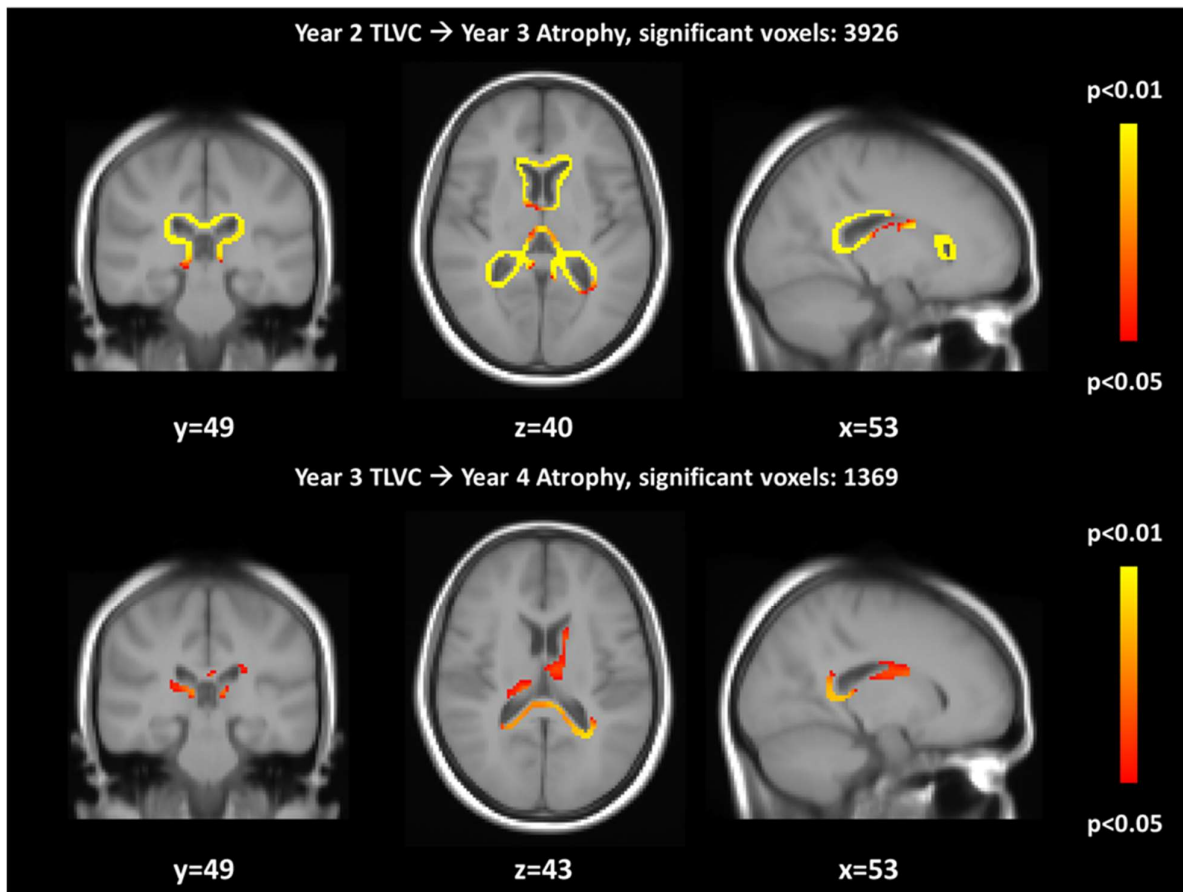 Year 2 TLVC → Year 3 Atrophy, significant voxels: 3926
p<0.01
p<0.05
y=49
z=40
x=53
Year 3 TLVC → Year 4 Atrophy, significant voxels: 1369
p<0.01
p<0.05
y=49
z=43
x=53